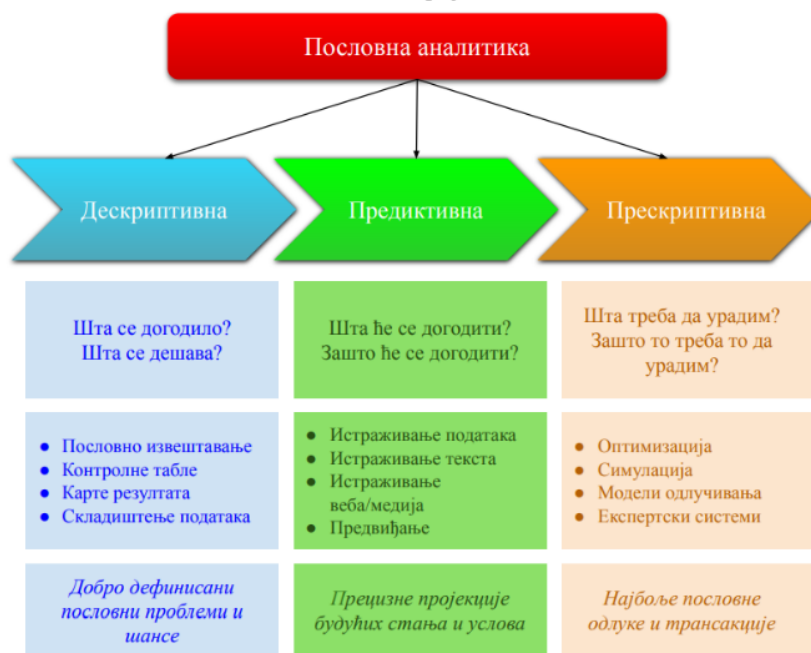 Пословна аналитика
Дескриптивна
Предиктивна
Прескриптивна
Шта се догодило?
Шта се дешава?
Шта ће се догодити?
Зашто ће се догодити?
Шта треба да урадим?
Зашто то треба то да
урадим?
● Пословно извештавање
● Контролне табле
● Карте резултата
● Складиштење података
● Истраживање података
● Истраживање текста
● Истраживање
веба/медија
● Предвиђање
● Оптимизација
● Симулација
● Модели одлучивања
● Експертски системи
Добро дефинисани
пословни проблеми и
шансе
Прецизне пројекције
будућих стања и услова
Најбоље пословне
одлуке и трансакције